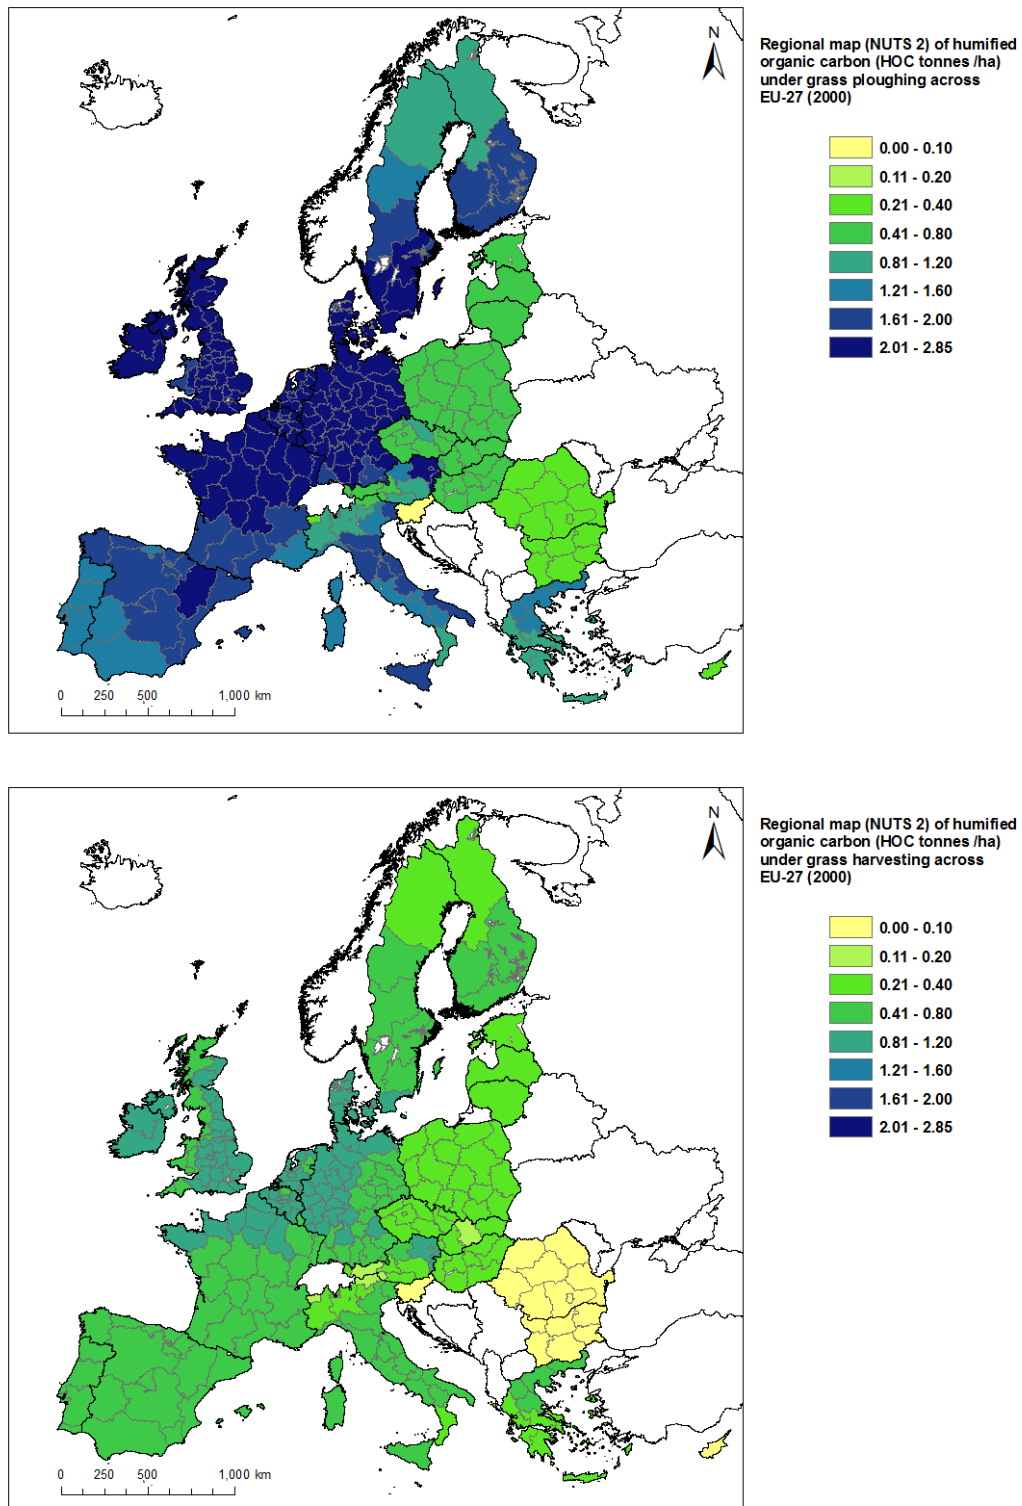 N
Regional map (NUTS 2) of humified
organic carbon (HOC tonnes /ha)
under grass ploughing across
EU-27 (2000)
0.00 - 0.10
0.11 - 0.20
0.21 - 0.40
0.41 - 0.80
0.81 - 1.20
1.21 - 1.60
1.61 - 2.00
2.01 - 2.85
0 250 500 1,000 km
N
Regional map (NUTS 2) of humified
organic carbon (HOC tonnes /ha)
under grass harvesting across
EU-27 (2000)
0.00 - 0.10
0.11 - 0.20
0.21 - 0.40
0.41 - 0.80
0.81 - 1.20
1.21 - 1.60
1.61 - 2.00
2.01 - 2.85
0 250 500 1,000 km